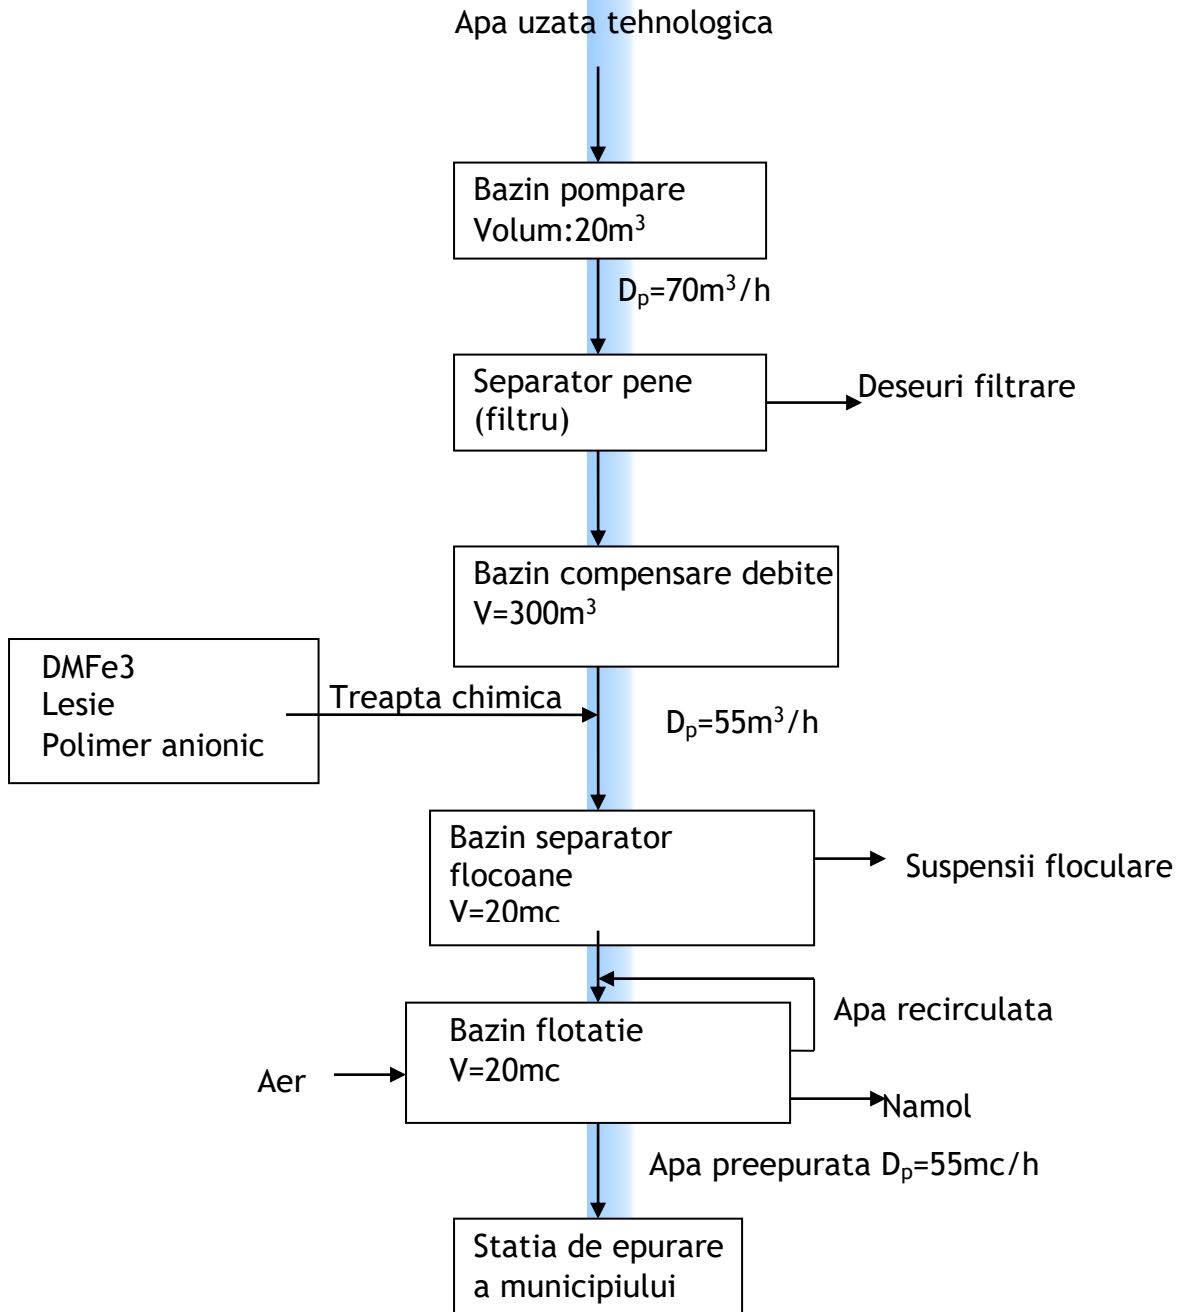 Apa uzata tehnologica
Bazin pompare
Volum:20m³
Dₚ=70m³/h
Separator pene
(filtru)
Deseuri filtrare
Bazin compensare debite
V=300m³
DMFe3
Lesie
Polimer anionic
Treapta chimica
Dₚ=55m³/h
Bazin separator
flocoane
V=20mc
Suspensii floculare
Apa recirculata
Bazin flotatie
V=20mc
Aer
Namol
Apa preepurata Dₚ=55mc/h
Statia de epurare
a municipiului